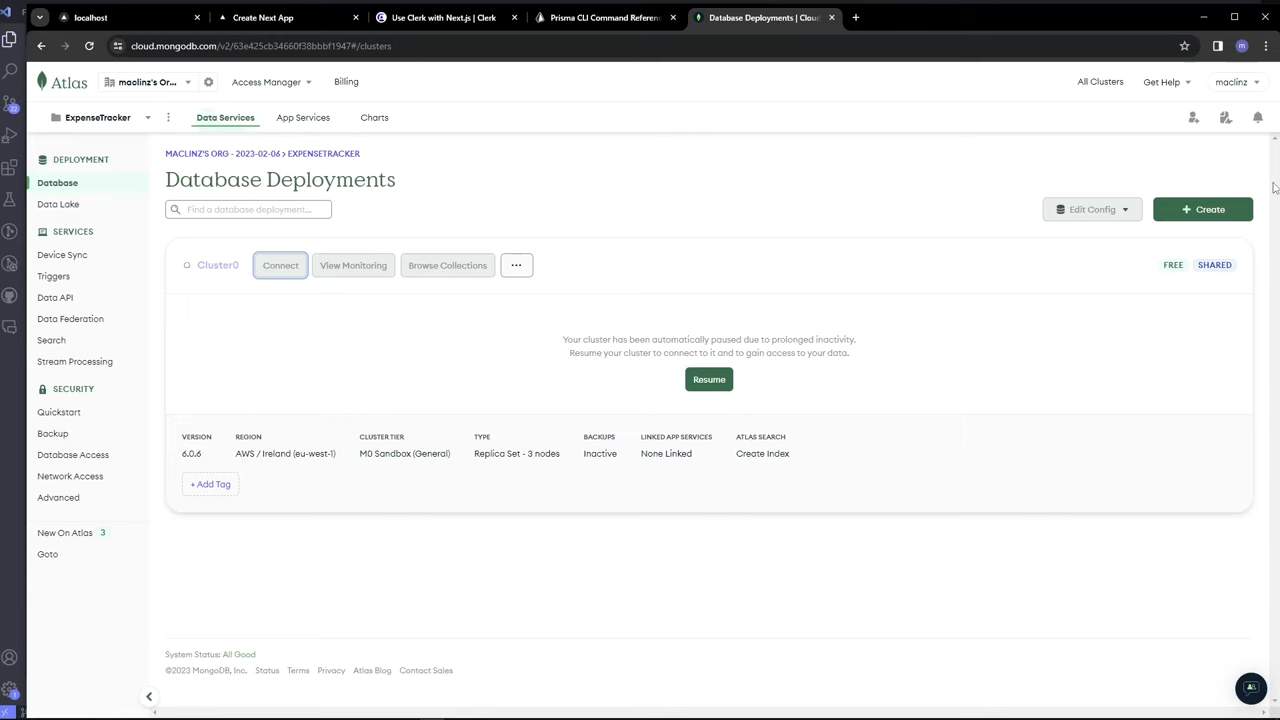 localhost
Create Next App
Use Clerk with Next.js | Clerk
Prisma CLI Command Referenc
Database Deployments | Cloud
cloud.mongodb.com/v2/63e425cb34660f38bbbf1947#/clusters
m
Atlas
maclinz's Or...
Access Manager
Billing
All Clusters
Get Help
maclinz
ExpenseTracker
Data Services
App Services
Charts
DEPLOYMENT
Database
Data Lake
SERVICES
Device Sync
Triggers
Data API
Data Federation
Search
Stream Processing
SECURITY
Quickstart
Backup
Database Access
Network Access
Advanced
New On Atlas 3
Goto
MACLINZ'S ORG - 2023-02-06 > EXPENSETRACKER
Database Deployments
Find a database deployment...
Edit Config
+ Create
Cluster0
Connect
View Monitoring
Browse Collections
...
FREE
SHARED
Your cluster has been automatically paused due to prolonged inactivity.
Resume your cluster to connect to it and to gain access to your data.
Resume
VERSION
REGION
CLUSTER TIER
TYPE
BACKUPS
LINKED APP SERVICES
ATLAS SEARCH
6.0.6
AWS / Ireland (eu-west-1)
M0 Sandbox (General)
Replica Set - 3 nodes
Inactive
None Linked
Create Index
+ Add Tag
System Status: All Good
©2023 MongoDB, Inc.
Status
Terms
Privacy
Atlas Blog
Contact Sales